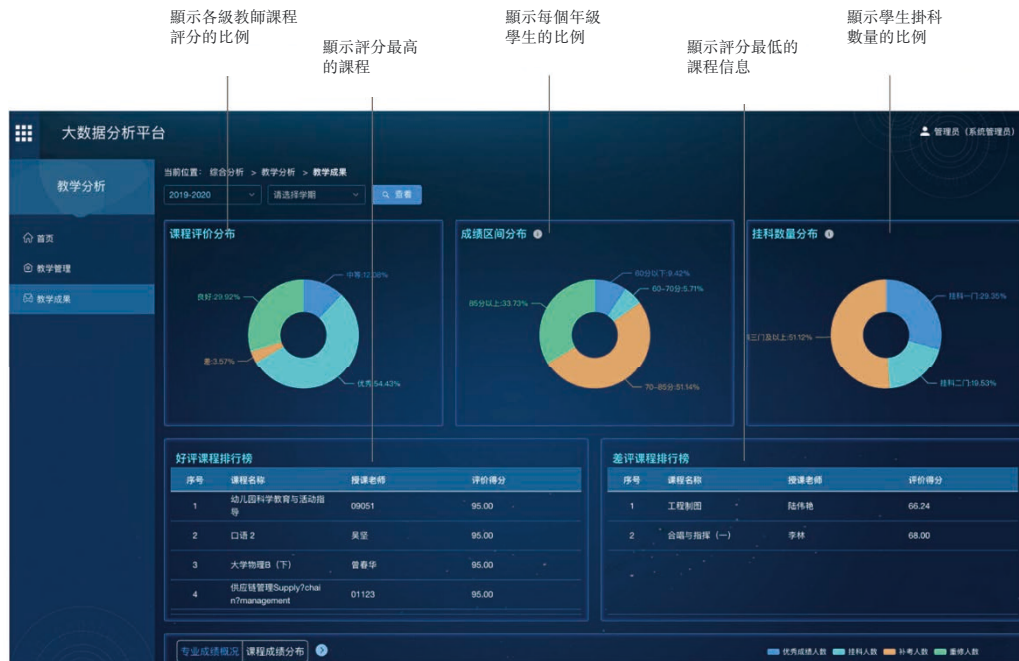 顯示各級教師課程
評分的比例
顯示評分最高
的課程
顯示每個年級
學生的比例
顯示評分最低的
課程信息
顯示學生掛科
數量的比例
大数据分析平台
管理员（系统管理员）
教学分析
首页
教学管理
教学成果
当前位置： 综合分析 > 教学分析 > 教学成果
2019-2020
请选择学期
查看
课程评价分布
中等:12.08%
良好:29.92%
差:3.57%
优秀:54.43%
成绩区间分布
60分以下:9.42%
60-70分:5.71%
85分以上:33.73%
70-85分:51.14%
挂科数量分布
挂科一门:29.35%
三门及以上:51.12%
挂科二门:19.53%
好评课程排行榜
序号 课程名称 授课老师 评价得分
1 幼儿园科学教育与活动指
导 09051 95.00
2 口语 2 吴坚 95.00
3 大学物理B（下） 曾春华 95.00
4 供应链管理Supply?chai
n?management 01123 95.00
差评课程排行榜
序号 课程名称 授课老师 评价得分
1 工程制图 陆伟艳 66.24
2 合唱与指挥（一） 李林 68.00
专业成绩概况 课程成绩分布
优秀成绩人数 挂科人数 补考人数 重修人数